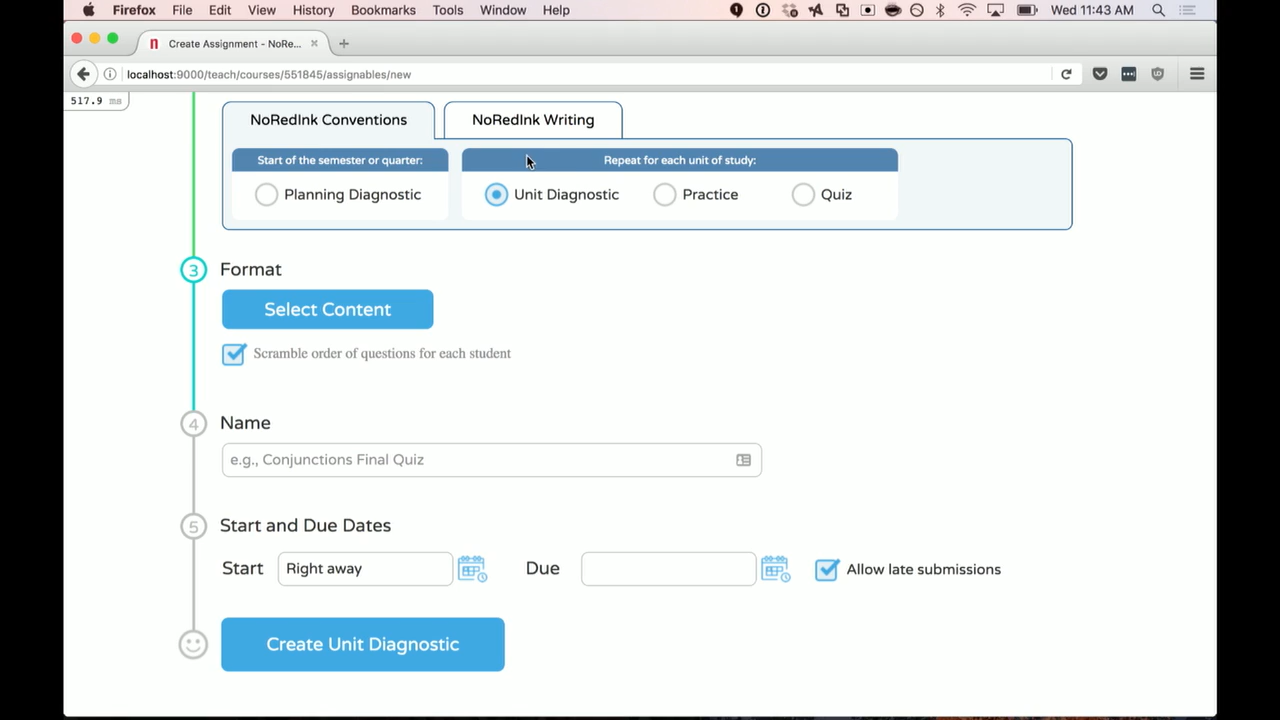 Firefox File Edit View History Bookmarks Tools Window Help Wed 11:43 AM
Create Assignment - NoRe...
localhost:9000/teach/courses/551845/assignables/new
517.9 ms
NoRedInk Conventions NoRedInk Writing
Start of the semester or quarter: Repeat for each unit of study:
Planning Diagnostic Unit Diagnostic Practice Quiz
3 Format
Select Content
Scramble order of questions for each student
4 Name
e.g., Conjunctions Final Quiz
5 Start and Due Dates
Start Right away Due Allow late submissions
Create Unit Diagnostic